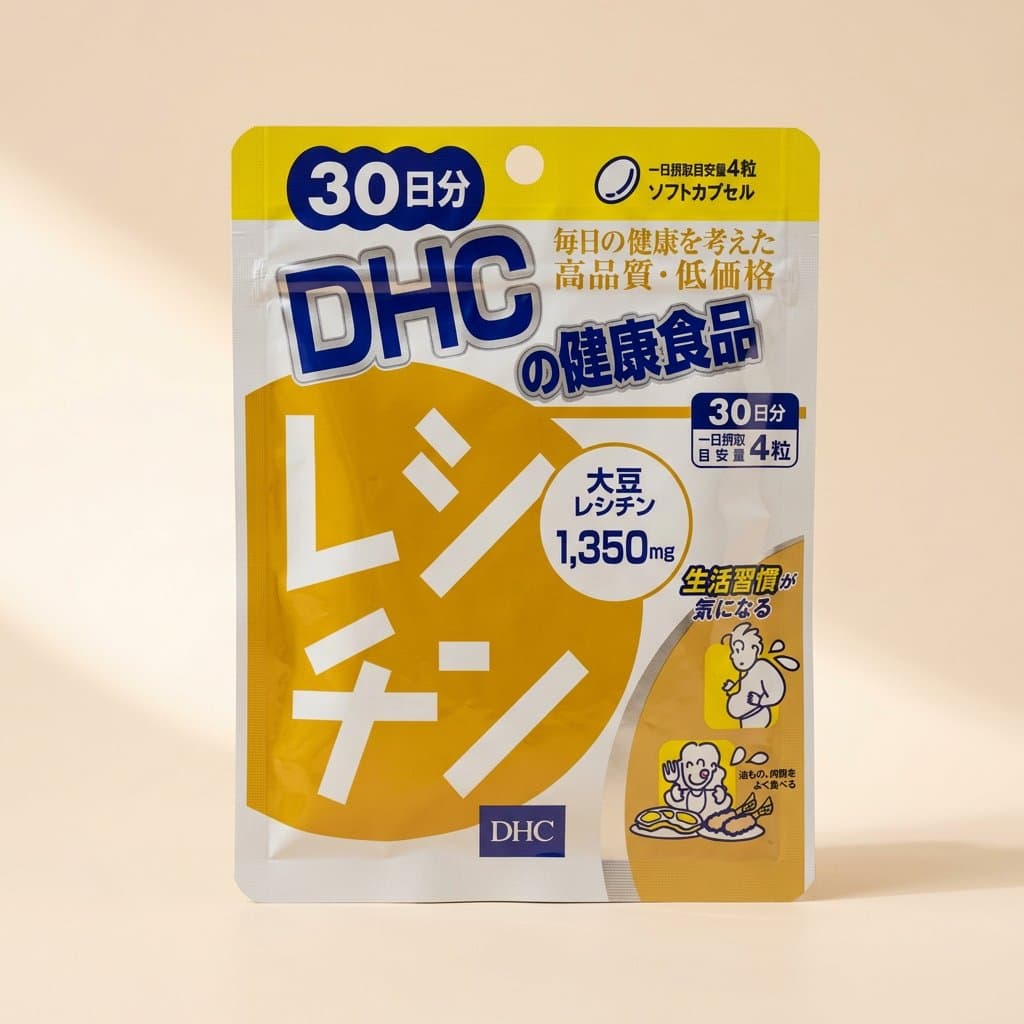 30日分
一日摂取目安量4粒
ソフトカプセル
毎日の健康を考えた
高品質・低価格
DHC
の健康食品
30日分
一日摂取
目安量 4粒
レシ
チン
大豆
レシチン
1,350mg
生活習慣が
気になる
油もの、肉類を
よく食べる
DHC